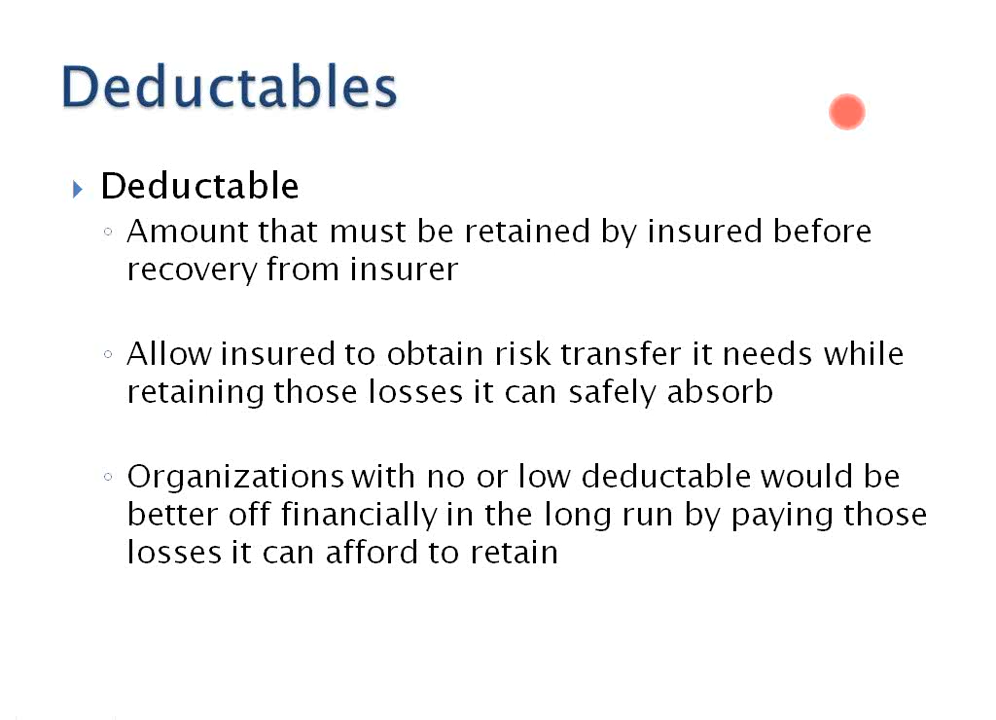 Deductables
Deductable
Amount that must be retained by insured before
recovery from insurer
Allow insured to obtain risk transfer it needs while
retaining those losses it can safely absorb
Organizations with no or low deductable would be
better off financially in the long run by paying those
losses it can afford to retain